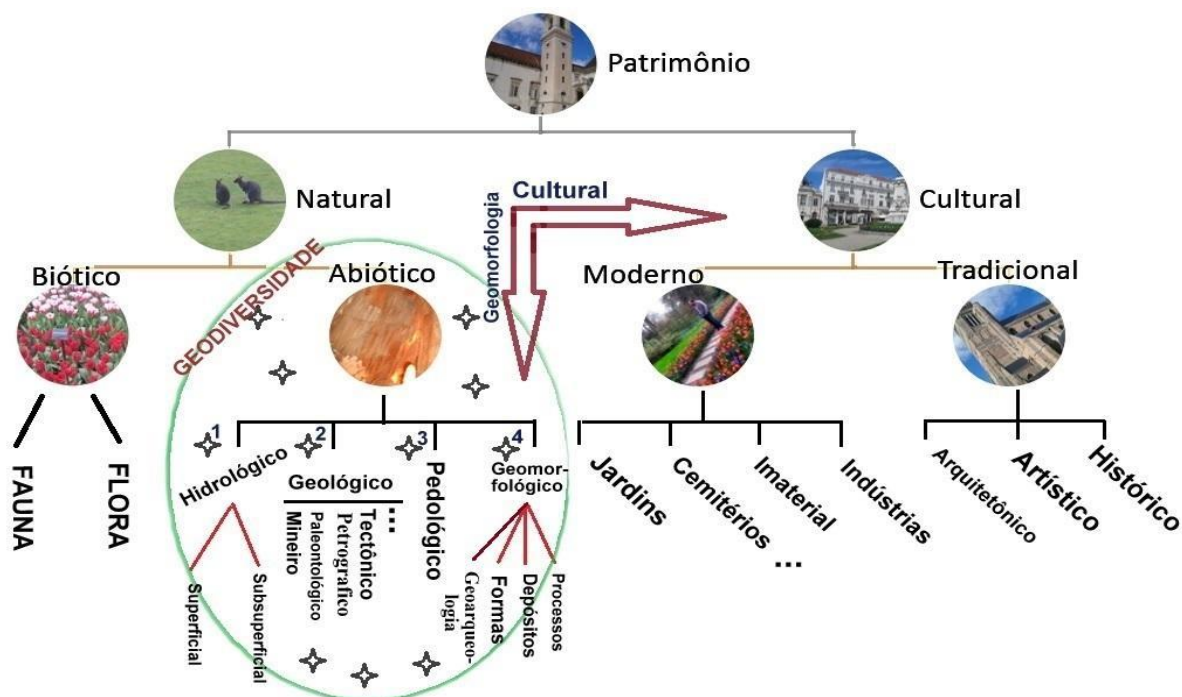 Patrimônio
Natural
Cultural
Geomorfologia
Cultural
Biótico
Abiótico
GEODIVERSIDADE
Moderno
Tradicional
FAUNA
FLORA
1
Hidrológico
Superficial
Subsuperficial
2
Geológico
Mineiro
Paleontológico
Petrografico
Tectônico
...
3
Pedológico
4
Geomor-
fológico
Geoarqueo-
logia
Formas
Depósitos
Processos
Jardins
Cemitérios
Imaterial
...
Indústrias
Arquitetônico
Artístico
Histórico